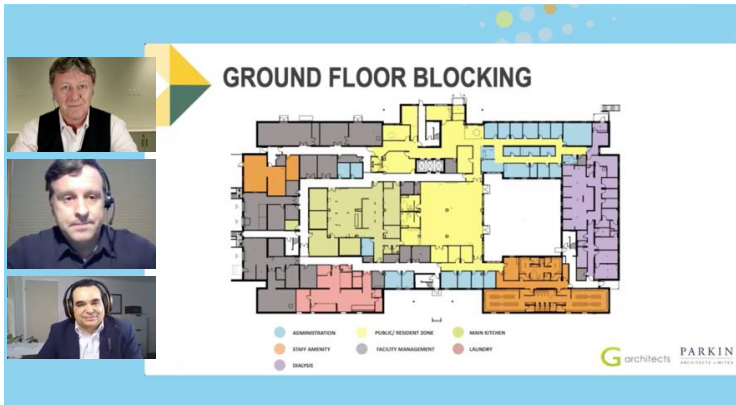 GROUND FLOOR BLOCKING
ADMINISTRATION
PUBLIC/ RESIDENT ZONE
MAIN KITCHEN
STAFF AMENITY
FACILITY MANAGEMENT
LAUNDRY
DIALYSIS
G architects
PARKIN
ARCHITECTS LIMITED